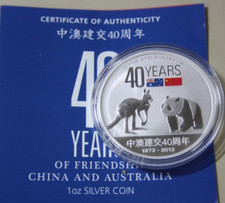 CERTIFICATE OF AUTHENTICITY
中澳建交40周年
40
YEARS
OF FRIENDSHIP
CHINA AND AUSTRALIA
1oz SILVER COIN
40 YEARS
中澳建交40周年
1972 - 2012